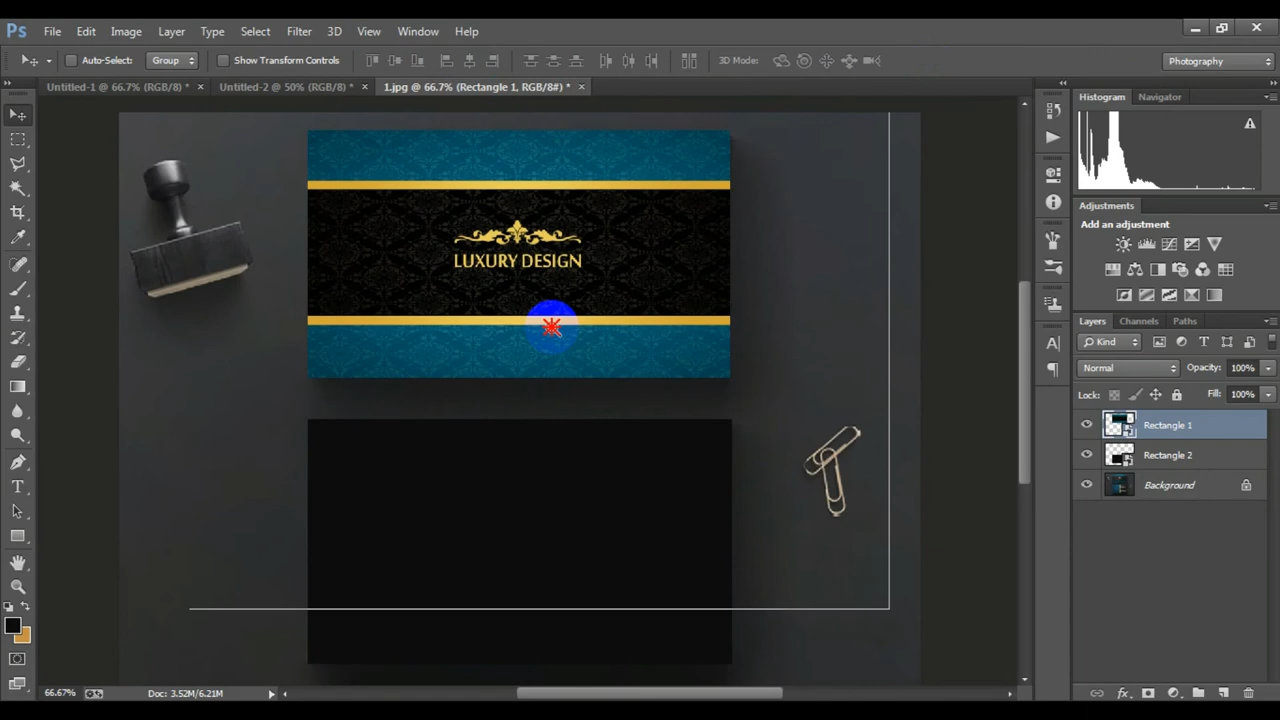 Ps File Edit Image Layer Type Select Filter 3D View Window Help
Auto-Select: Group Show Transform Controls 3D Mode: Photography
Untitled-1 @ 66.7% (RGB/8) * × Untitled-2 @ 50% (RGB/8) * × 1.jpg @ 66.7% (Rectangle 1, RGB/8#) * ×
Histogram Navigator
Adjustments
Add an adjustment
LUXURY DESIGN
Layers Channels Paths
Kind
Normal Opacity: 100%
Lock: Fill: 100%
Rectangle 1
Rectangle 2
Background
66.67% Doc: 3.52M/6.21M